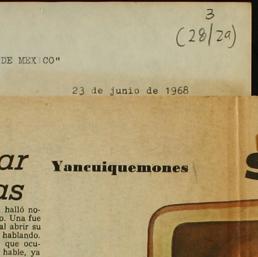 3
(28/29)
DE MEXICO"
23 de junio de 1968
ar
as
Yancuiquemones
halló no-
o. Una fue
al abrir su
hablando.
que ocu-
hable, ya